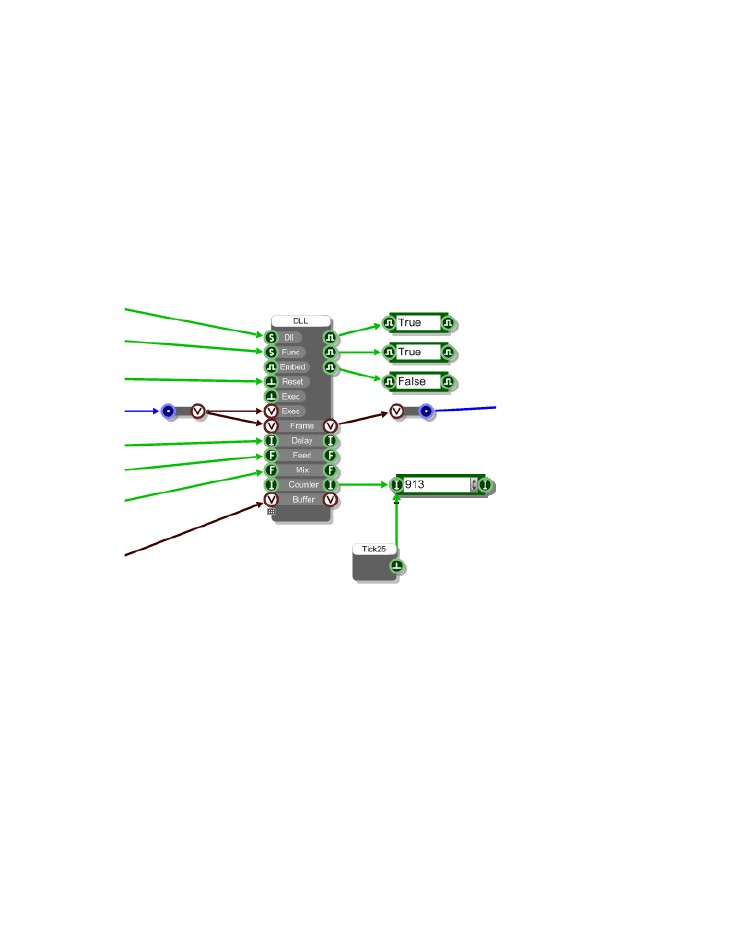 DLL
Dll
True
Func
True
Embed
False
Reset
Exec
Exec
Frame
Delay
Feed
Mix
Counter
913
Buffer
Tick25